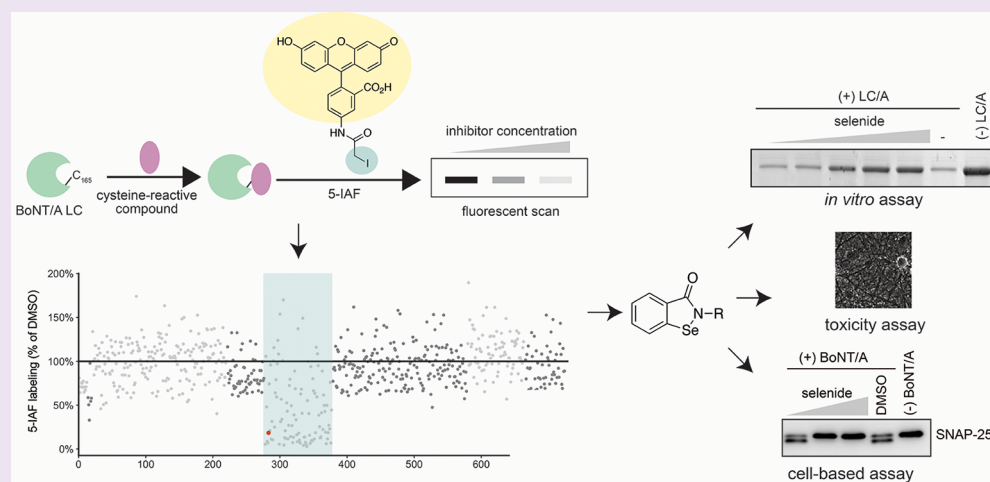 HO
O
O
CO₂H
HN
O
I
C₁₆₅
BoNT/A LC
cysteine-reactive
compound
5-IAF
inhibitor concentration
fluorescent scan
5-IAF labeling (% of DMSO)
200%
150%
100%
50%
0%
0
100
200
300
400
500
600
O
N-R
Se
(+) LC/A
(-) LC/A
selenide
-
in vitro assay
toxicity assay
(+) BoNT/A
(-) BoNT/A
selenide
DMSO
SNAP-25
cell-based assay